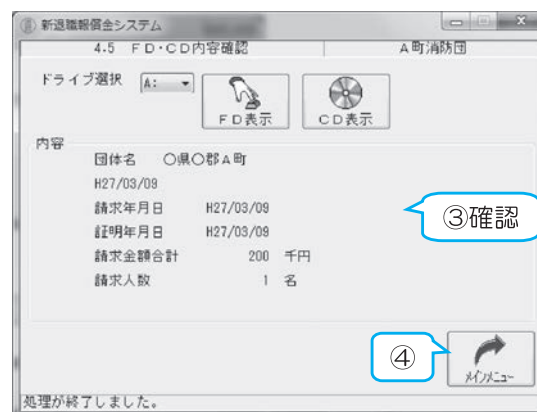 新退職報償金システム
4.5 FD・CD内容確認 A町消防団
ドライブ選択 A:
FD表示 CD表示
内容
団体名 〇県〇郡A町
H27/03/09
請求年月日 H27/03/09
証明年月日 H27/03/09
請求金額合計 200 千円
請求人数 1 名
③確認
④
メインメニュー
処理が終了しました。